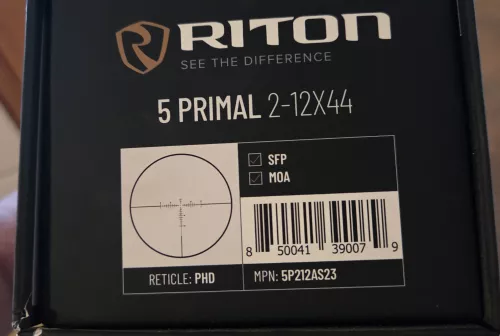 RITON
SEE THE DIFFERENCE
5 PRIMAL 2-12X44
SFP
MOA
8 50041 39007 9
RETICLE: PHD
MPN: 5P212AS23